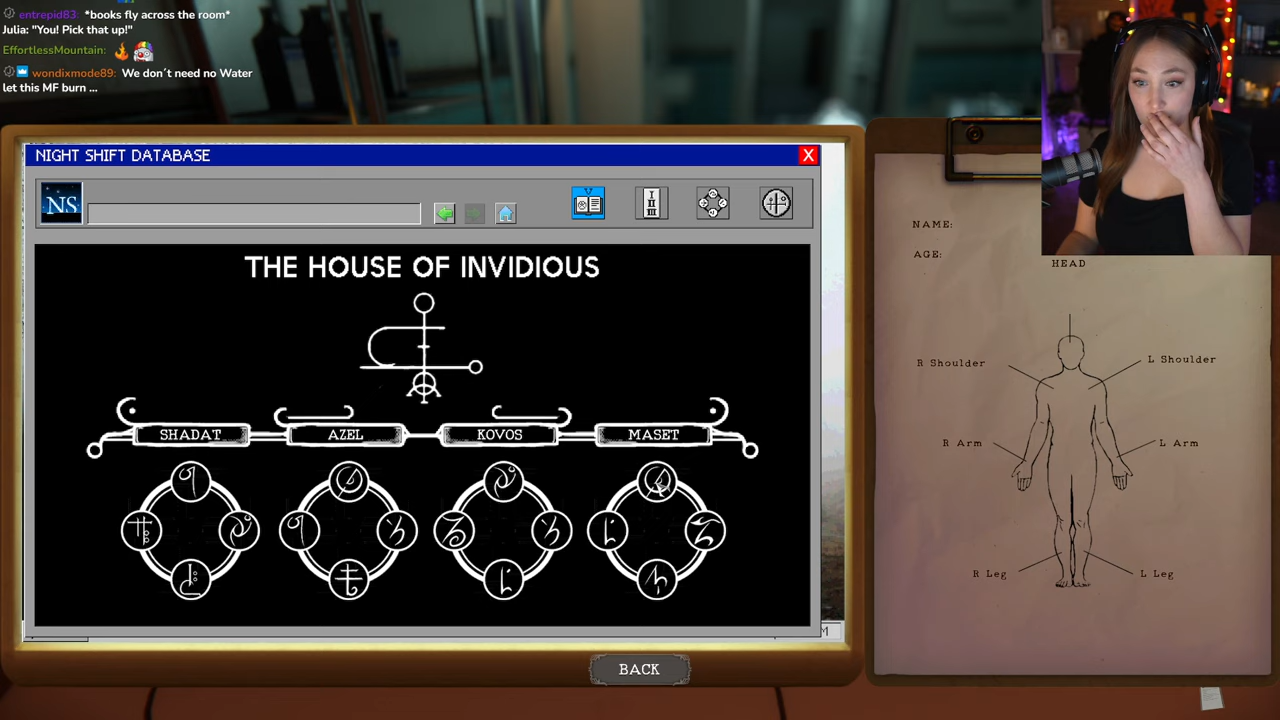 entrepid83: *books fly across the room*
Julia: "You! Pick that up!"
EffortlessMountain:
wondixmode89: We don´t need no Water
let this MF burn ...
NIGHT SHIFT DATABASE
X
NS
THE HOUSE OF INVIDIOUS
SHADAT
AZEL
KOVOS
MASET
BACK
NAME:
AGE:
HEAD
R Shoulder
L Shoulder
R Arm
L Arm
R Leg
L Leg